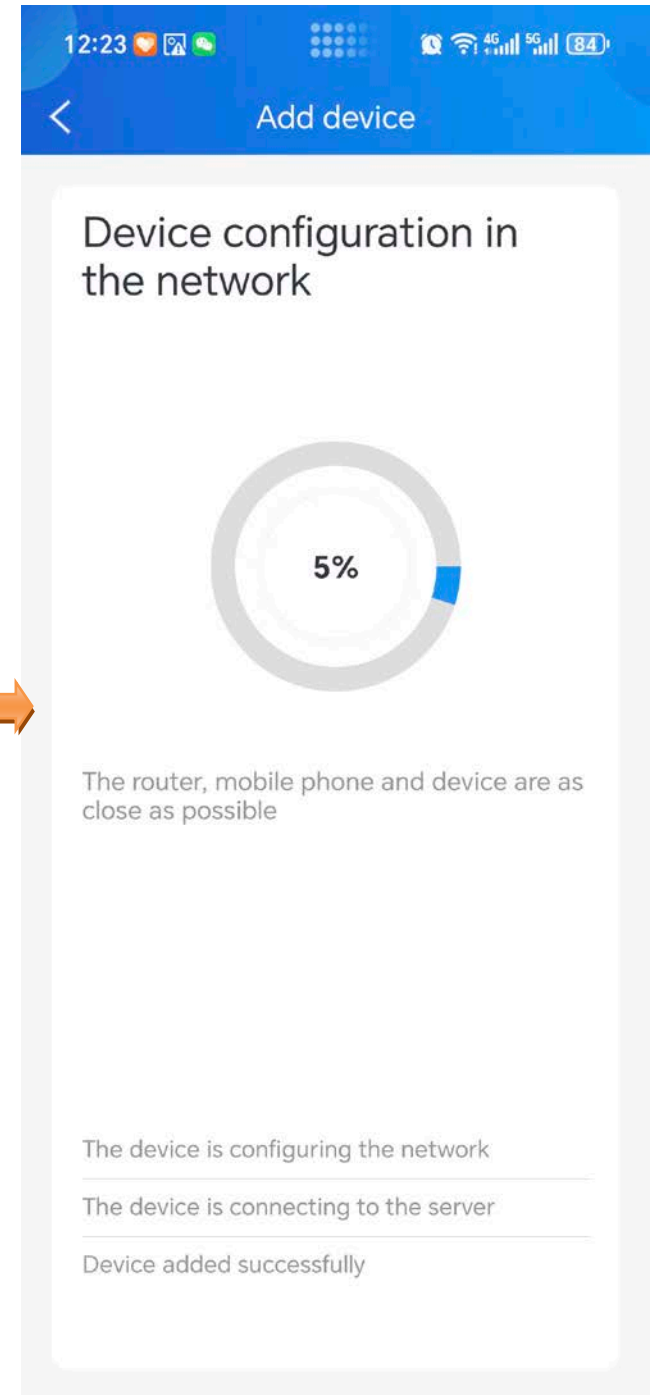 12:23 4G 5G 84
Add device
Device configuration in
the network
5%
The router, mobile phone and device are as
close as possible
The device is configuring the network
The device is connecting to the server
Device added successfully